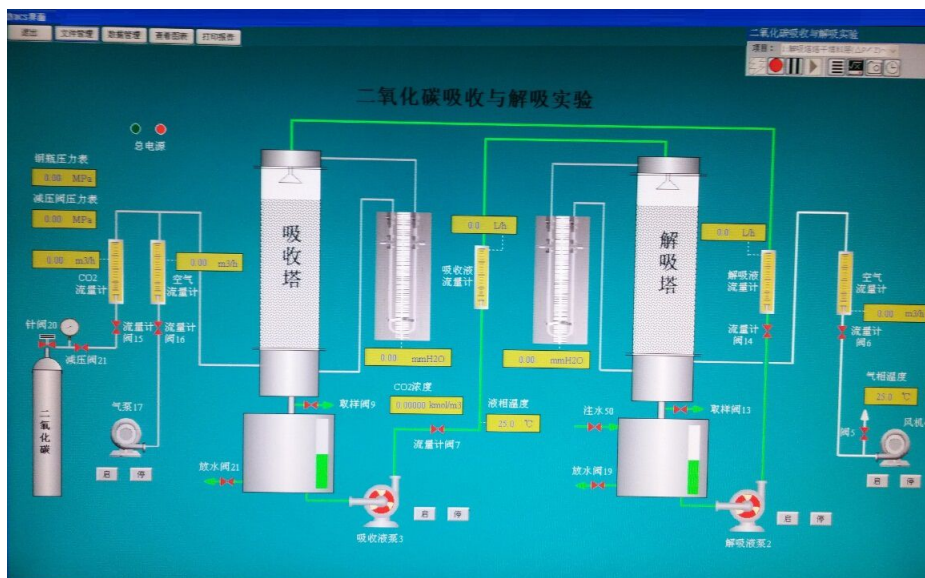 DCS界面
退出 文件管理 数据管理 查看图表 打印报告
二氧化碳吸收与解吸实验
项目:
二氧化碳吸收与解吸实验
总电源
钢瓶压力表
0.00 MPa
减压阀压力表
0.00 MPa
0.00 m3/h
CO2
流量计
0.00 m3/h
空气
流量计
针阀20
减压阀21
流量计
阀15
流量计
阀16
二氧化碳
气泵17
启 停
吸收塔
0.00 mmH2O
取样阀9
放水阀21
CO2浓度
0.00000 kmol/m3
流量计阀7
吸收液泵3
启 停
0.0 L/h
吸收液
流量计
液相温度
25.0 ℃
0.00 mmH2O
解吸塔
注水50
取样阀13
放水阀19
0.0 L/h
解吸液
流量计
流量计
阀14
解吸液泵2
启 停
空气
流量计
0.00 m3/h
流量计
阀6
气相温度
25.0 ℃
阀5
风机
启 停